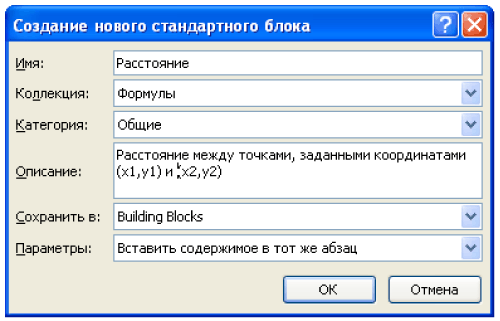 Создание нового стандартного блока
Имя: Расстояние
Коллекция: Формулы
Категория: Общие
Описание: Расстояние между точками, заданными координатами
(x1,y1) и (x2,y2)
Сохранить в: Building Blocks
Параметры: Вставить содержимое в тот же абзац
ОК Отмена